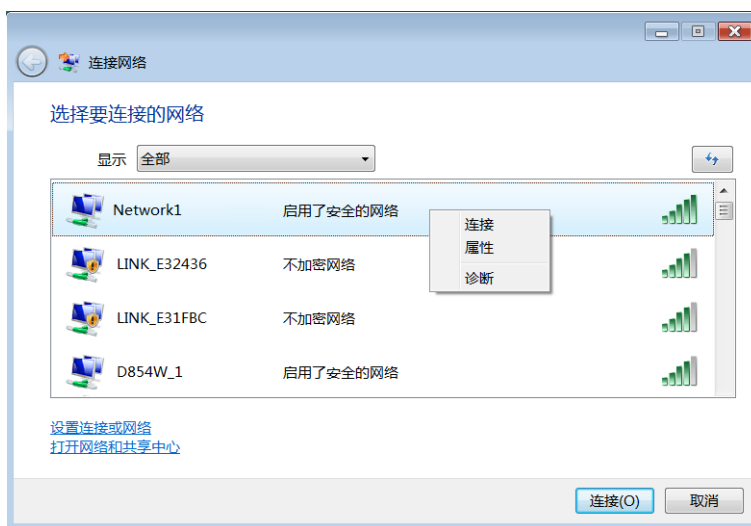 连接网络
选择要连接的网络
显示 全部
Network1 启用了安全的网络
连接
属性
诊断
LINK_E32436 不加密网络
LINK_E31FBC 不加密网络
D854W_1 启用了安全的网络
设置连接或网络
打开网络和共享中心
连接(O) 取消